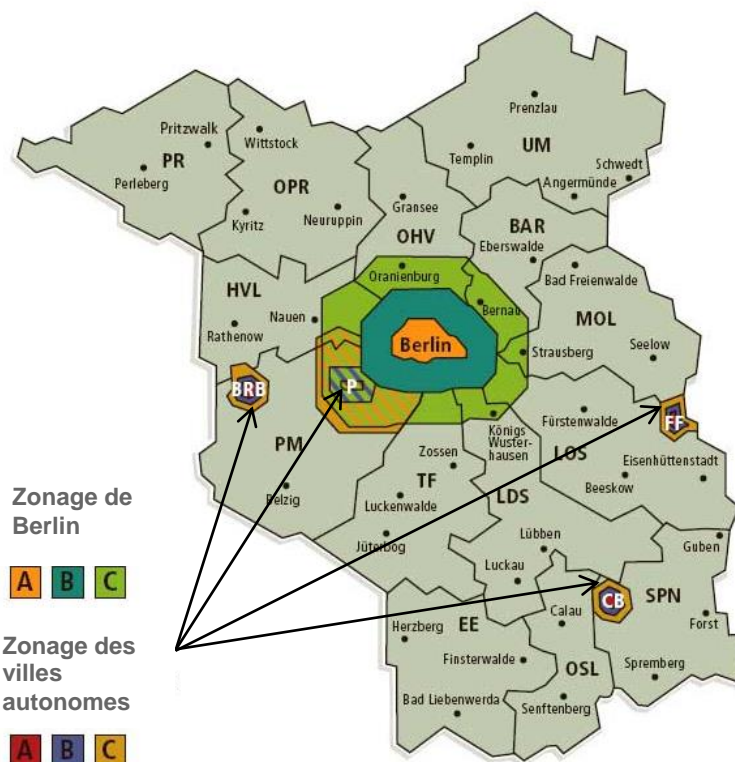 Prenzlau
Pritzwalk
Wittstock
PR
Perleberg
OPR
Templin
UM
Schwedt
Angermünde
Kyritz
Neuruppin
Gransee
OHV
BAR
Eberswalde
Oranienburg
Bad Freienwalde
HVL
Nauen
Bernau
MOL
Rathenow
Berlin
Strausberg
Seelow
BRB
P
FF
PM
Königs
Wuster-
hausen
Fürstenwalde
LOS
Zossen
TF
Eisenhüttenstadt
Belzig
Luckenwalde
LDS
Beeskow
Jüterbog
Lübben
Guben
Luckau
CB
SPN
Calau
Forst
EE
Herzberg
Finsterwalde
OSL
Spremberg
Bad Liebenwerda
Senftenberg
Zonage de
Berlin
A B C
Zonage des
villes
autonomes
A B C